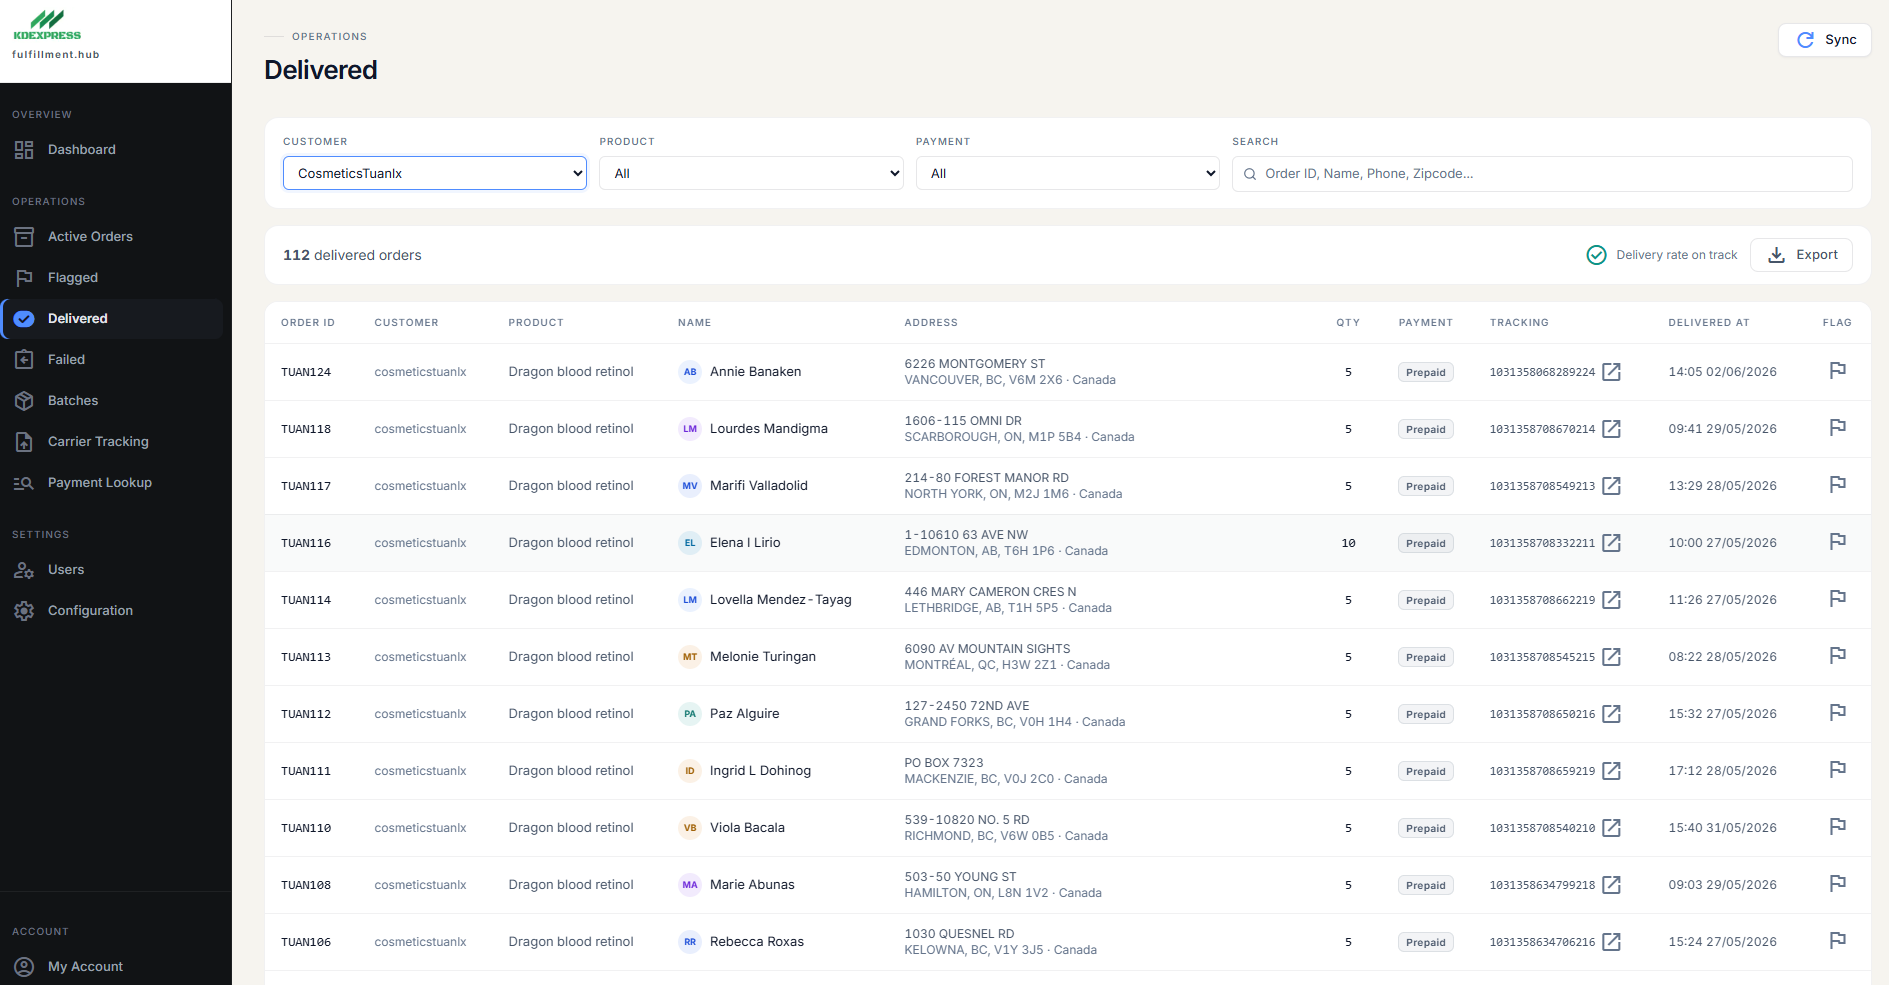 KDEXPRESS
fulfillment.hub
OVERVIEW
Dashboard
OPERATIONS
Active Orders
Flagged
Delivered
Failed
Batches
Carrier Tracking
Payment Lookup
SETTINGS
Users
Configuration
ACCOUNT
My Account
OPERATIONS
Delivered
Sync
CUSTOMER PRODUCT PAYMENT SEARCH
CosmeticsTuanlx All All Order ID, Name, Phone, Zipcode...
112 delivered orders Delivery rate on track Export
ORDER ID CUSTOMER PRODUCT NAME ADDRESS QTY PAYMENT TRACKING DELIVERED AT FLAG
TUAN124 cosmeticstuanlx Dragon blood retinol AB Annie Banaken 6226 MONTGOMERY ST 5 Prepaid 1031358068289224 14:05 02/06/2026
VANCOUVER, BC, V6M 2X6 · Canada
TUAN118 cosmeticstuanlx Dragon blood retinol LM Lourdes Mandigma 1606-115 OMNI DR 5 Prepaid 1031358708670214 09:41 29/05/2026
SCARBOROUGH, ON, M1P 5B4 · Canada
TUAN117 cosmeticstuanlx Dragon blood retinol MV Marifi Valladolid 214-80 FOREST MANOR RD 5 Prepaid 1031358708549213 13:29 28/05/2026
NORTH YORK, ON, M2J 1M6 · Canada
TUAN116 cosmeticstuanlx Dragon blood retinol EL Elena I Lirio 1-10610 63 AVE NW 10 Prepaid 1031358708332211 10:00 27/05/2026
EDMONTON, AB, T6H 1P6 · Canada
TUAN114 cosmeticstuanlx Dragon blood retinol LM Lovella Mendez-Tayag 446 MARY CAMERON CRES N 5 Prepaid 1031358708662219 11:26 27/05/2026
LETHBRIDGE, AB, T1H 5P5 · Canada
TUAN113 cosmeticstuanlx Dragon blood retinol MT Melonie Turingan 6090 AV MOUNTAIN SIGHTS 5 Prepaid 1031358708545215 08:22 28/05/2026
MONTRÉAL, QC, H3W 2Z1 · Canada
TUAN112 cosmeticstuanlx Dragon blood retinol PA Paz Alguire 127-2450 72ND AVE 5 Prepaid 1031358708650216 15:32 27/05/2026
GRAND FORKS, BC, V0H 1H4 · Canada
TUAN111 cosmeticstuanlx Dragon blood retinol ID Ingrid L Dohinog PO BOX 7323 5 Prepaid 1031358708659219 17:12 28/05/2026
MACKENZIE, BC, V0J 2C0 · Canada
TUAN110 cosmeticstuanlx Dragon blood retinol VB Viola Bacala 539-10820 NO. 5 RD 5 Prepaid 1031358708540210 15:40 31/05/2026
RICHMOND, BC, V6W 0B5 · Canada
TUAN108 cosmeticstuanlx Dragon blood retinol MA Marie Abunas 503-50 YOUNG ST 5 Prepaid 1031358634799218 09:03 29/05/2026
HAMILTON, ON, L8N 1V2 · Canada
TUAN106 cosmeticstuanlx Dragon blood retinol RR Rebecca Roxas 1030 QUESNEL RD 5 Prepaid 1031358634706216 15:24 27/05/2026
KELOWNA, BC, V1Y 3J5 · Canada